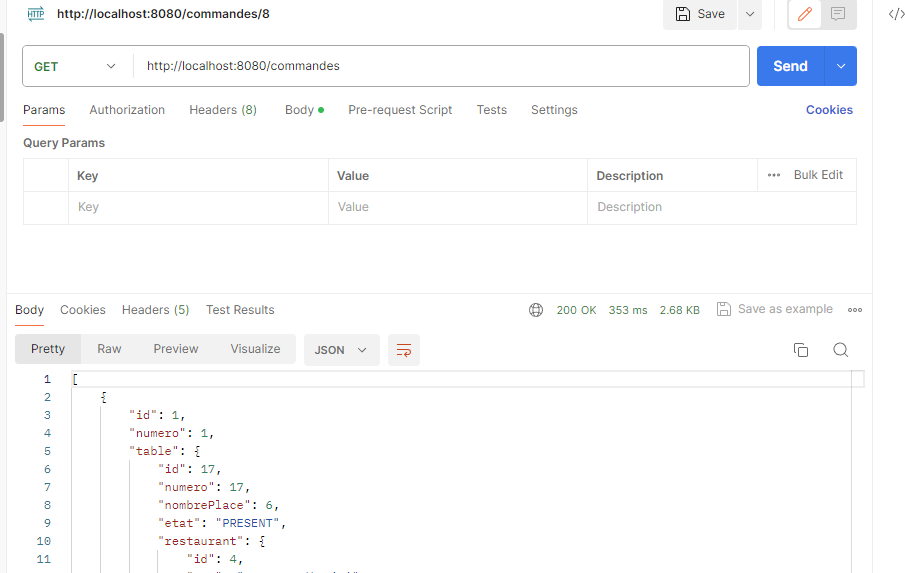 HTTP http://localhost:8080/commandes/8 Save </>
GET http://localhost:8080/commandes Send
Params Authorization Headers (8) Body Pre-request Script Tests Settings Cookies
Query Params
Key Value Description ••• Bulk Edit
Key Value Description
Body Cookies Headers (5) Test Results 200 OK 353 ms 2.68 KB Save as example
Pretty Raw Preview Visualize JSON
1 [
2 {
3 "id": 1,
4 "numero": 1,
5 "table": {
6 "id": 17,
7 "numero": 17,
8 "nombrePlace": 6,
9 "etat": "PRESENT",
10 "restaurant": {
11 "id": 4,